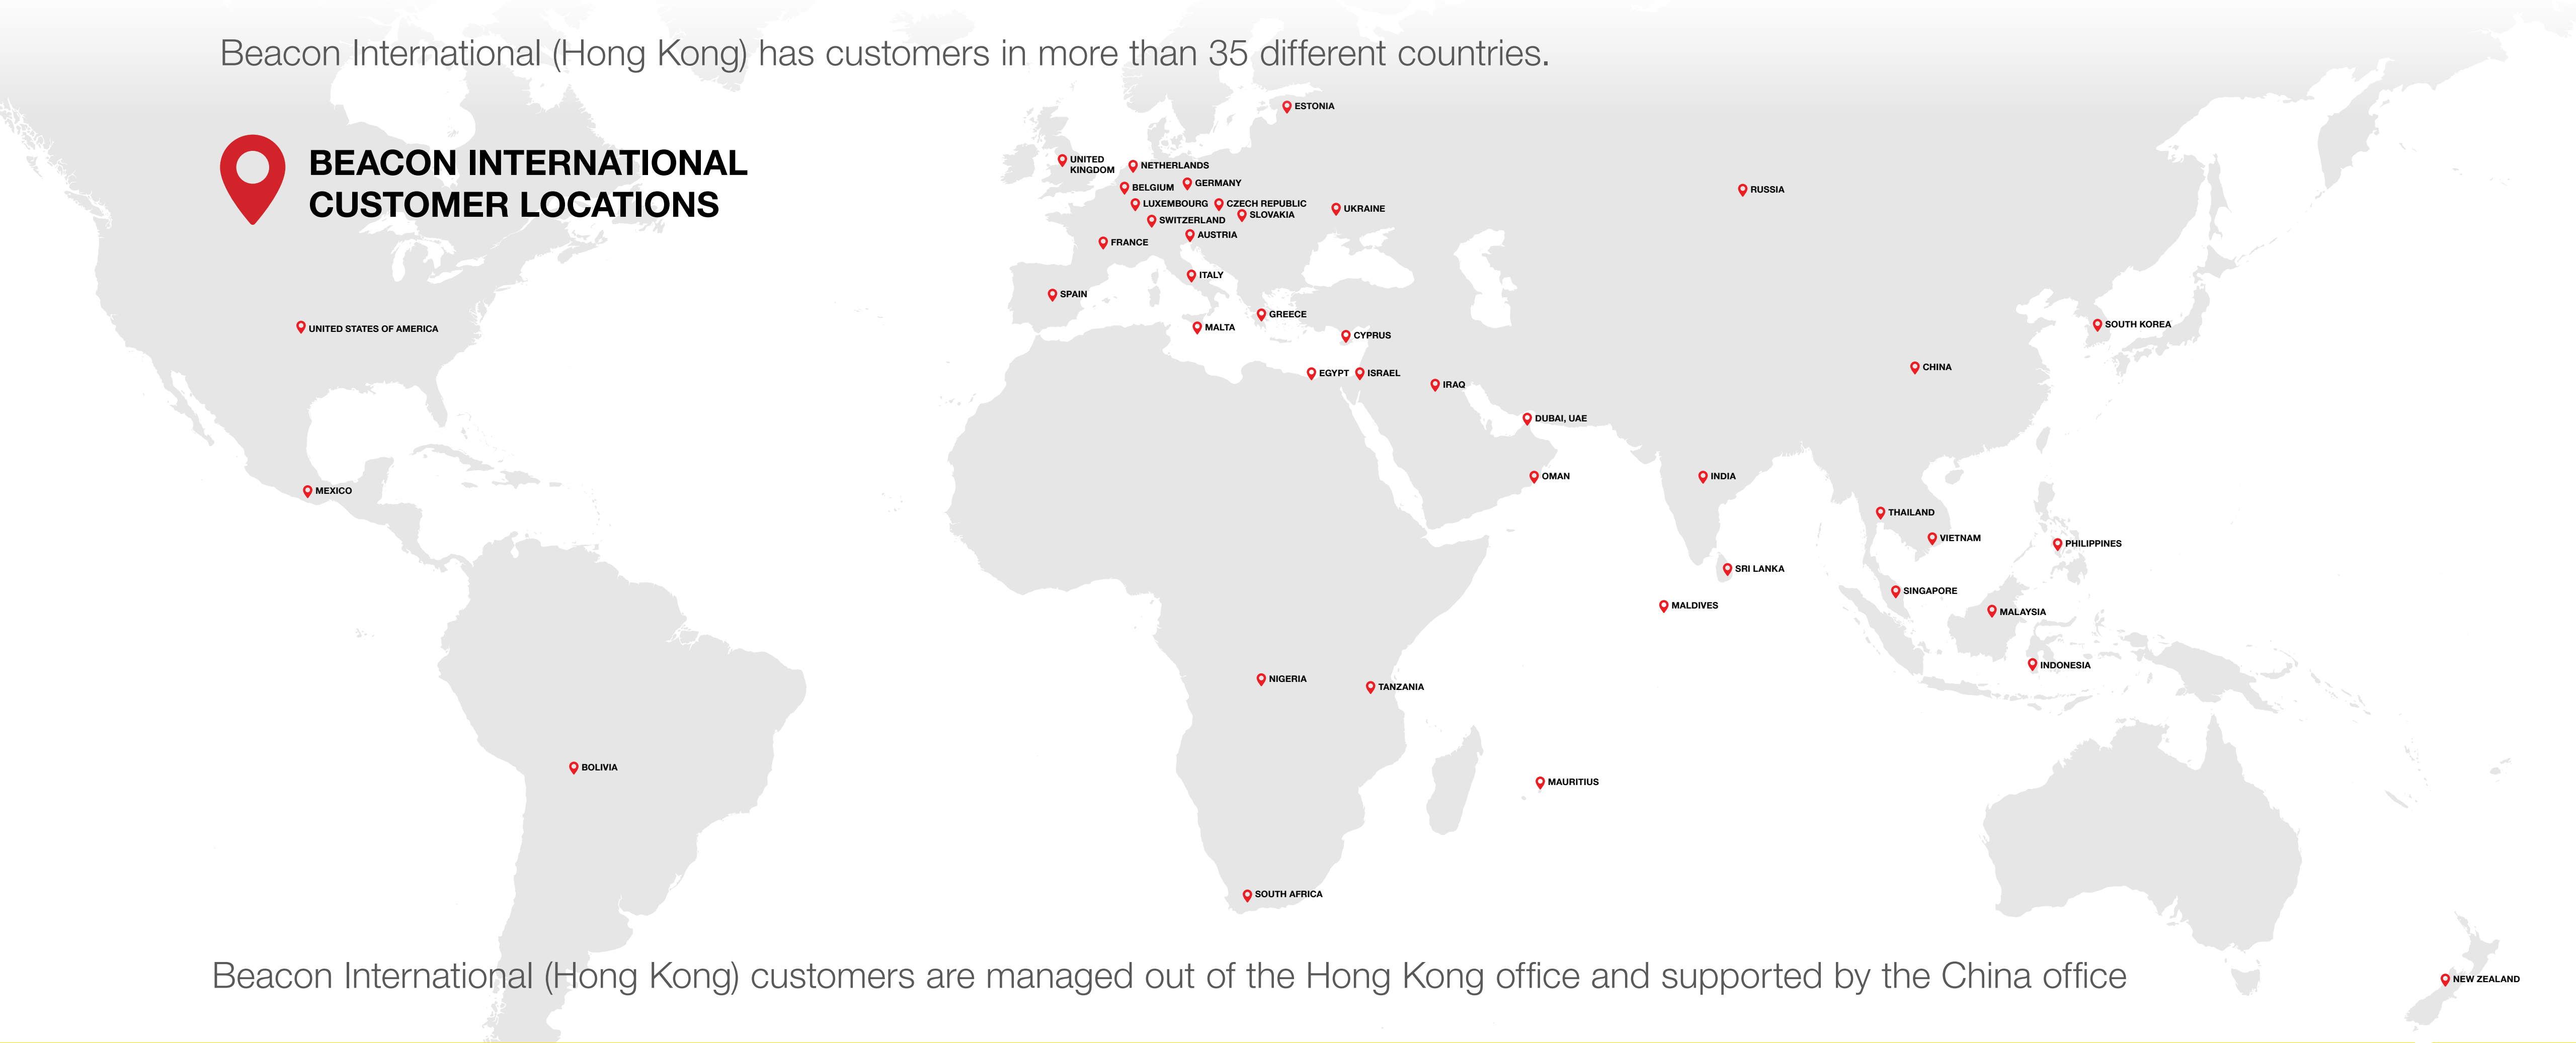 Beacon International (Hong Kong) has customers in more than 35 different countries.
BEACON INTERNATIONAL
CUSTOMER LOCATIONS
ESTONIA
UNITED
KINGDOM
NETHERLANDS
GERMANY
BELGIUM
RUSSIA
LUXEMBOURG
CZECH REPUBLIC
UKRAINE
SLOVAKIA
SWITZERLAND
AUSTRIA
FRANCE
ITALY
SPAIN
GREECE
SOUTH KOREA
MALTA
UNITED STATES OF AMERICA
CYPRUS
CHINA
EGYPT
ISRAEL
IRAQ
DUBAI, UAE
OMAN
INDIA
MEXICO
THAILAND
VIETNAM
PHILIPPINES
SRI LANKA
SINGAPORE
MALDIVES
MALAYSIA
INDONESIA
NIGERIA
TANZANIA
BOLIVIA
MAURITIUS
SOUTH AFRICA
Beacon International (Hong Kong) customers are managed out of the Hong Kong office and supported by the China office
NEW ZEALAND